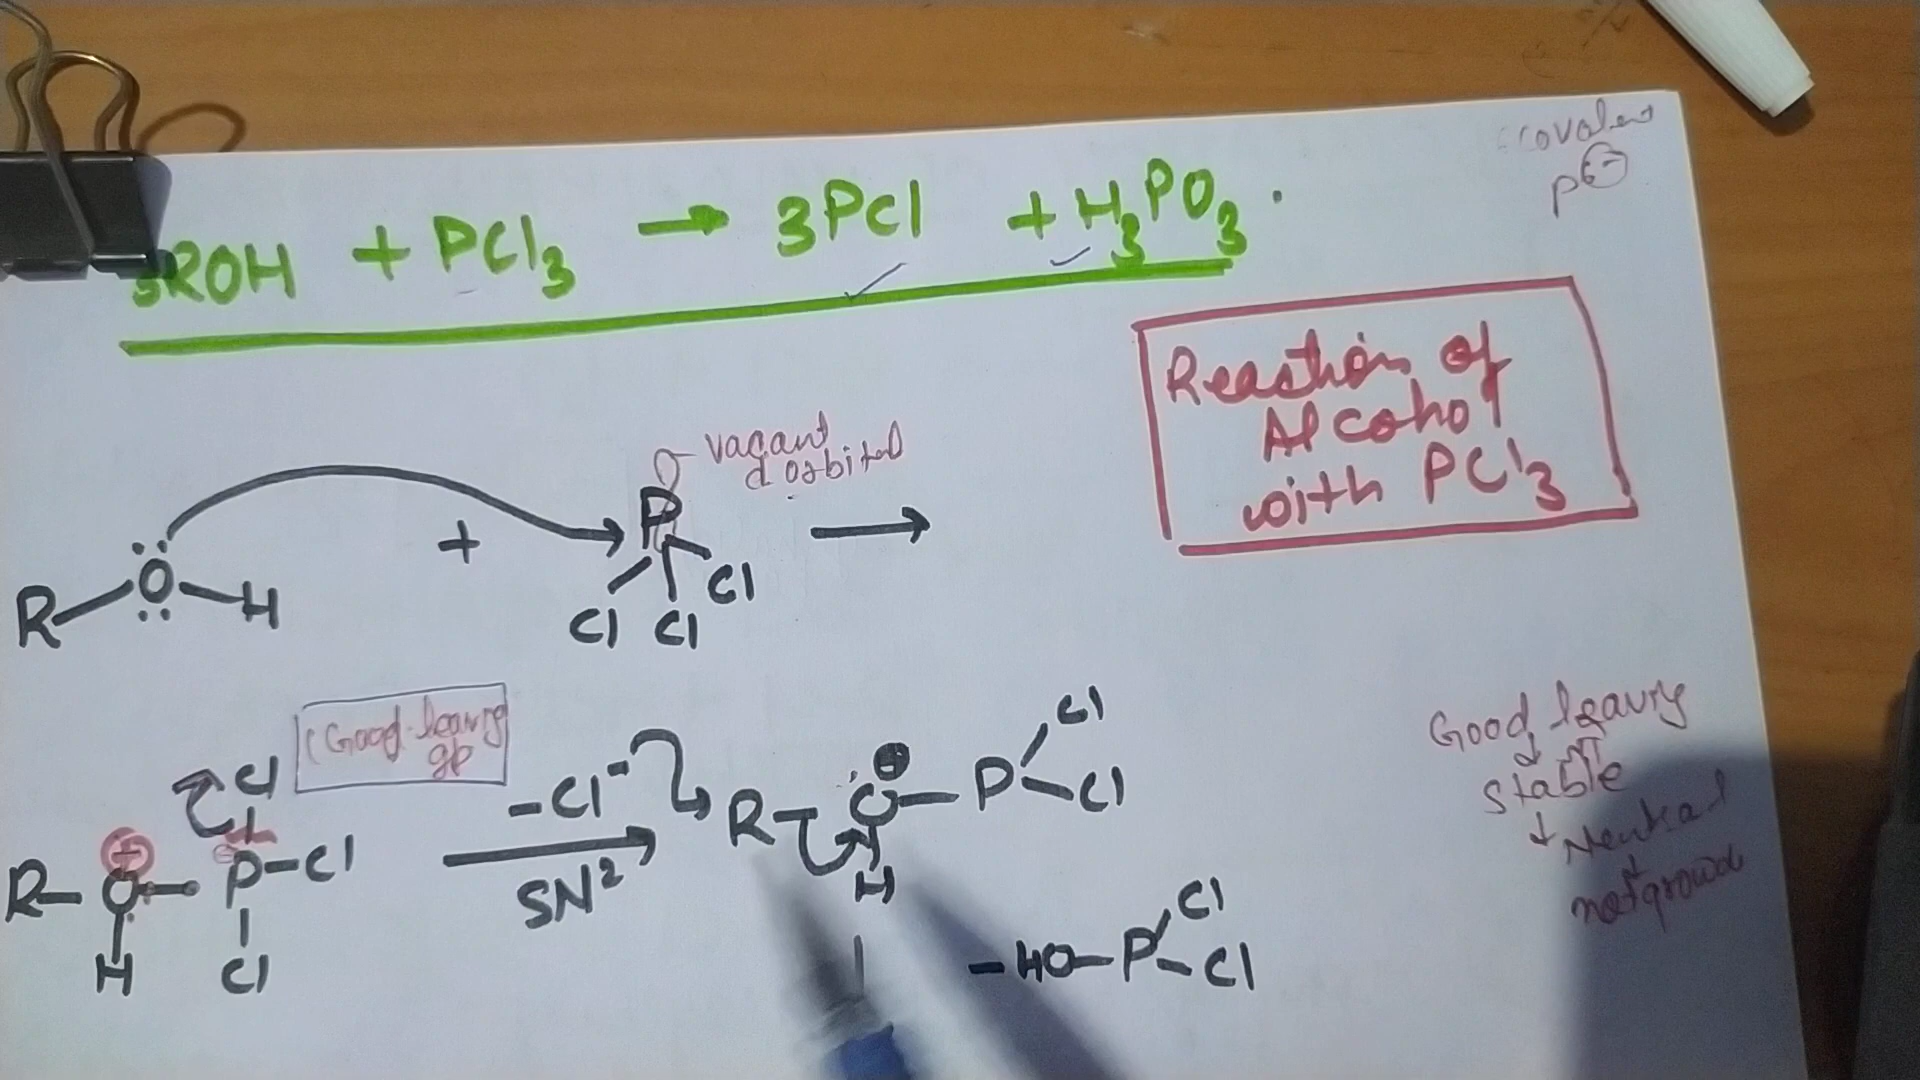 covalent
P
3ROH + PCl3 → 3PCl + H3PO3.
Reaction of
Alcohol
with PCl3
vacant
d orbital
R
O
H
+
P
Cl Cl Cl
(Good leaving
gp
Good leaving
stable
Neutral
R-O-P-Cl
Cl
H
Cl
-Cl-
SN2
R-O-P
Cl
Cl
H
-HO-P-Cl
Cl